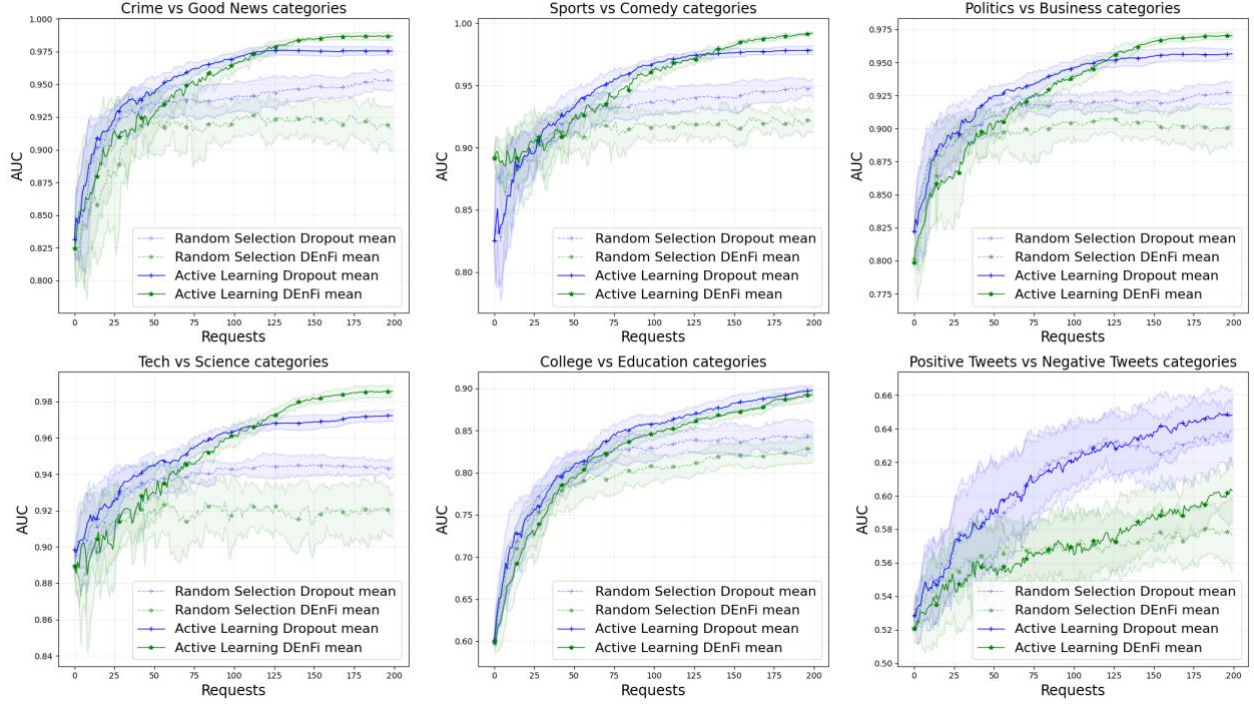 Crime vs Good News categories
1.000
0.975
0.950
0.925
0.900
0.875
0.850
0.825
0.800
AUC
Random Selection Dropout mean
Random Selection DEnFi mean
Active Learning Dropout mean
Active Learning DEnFi mean
0 25 50 75 100 125 150 175 200
Requests
Sports vs Comedy categories
1.00
0.95
0.90
0.85
0.80
AUC
Random Selection Dropout mean
Random Selection DEnFi mean
Active Learning Dropout mean
Active Learning DEnFi mean
0 25 50 75 100 125 150 175 200
Requests
Politics vs Business categories
0.975
0.950
0.925
0.900
0.875
0.850
0.825
0.800
0.775
AUC
Random Selection Dropout mean
Random Selection DEnFi mean
Active Learning Dropout mean
Active Learning DEnFi mean
0 25 50 75 100 125 150 175 200
Requests
Tech vs Science categories
0.98
0.96
0.94
0.92
0.90
0.88
0.86
0.84
AUC
Random Selection Dropout mean
Random Selection DEnFi mean
Active Learning Dropout mean
Active Learning DEnFi mean
0 25 50 75 100 125 150 175 200
Requests
College vs Education categories
0.90
0.85
0.80
0.75
0.70
0.65
0.60
AUC
Random Selection Dropout mean
Random Selection DEnFi mean
Active Learning Dropout mean
Active Learning DEnFi mean
0 25 50 75 100 125 150 175 200
Requests
Positive Tweets vs Negative Tweets categories
0.66
0.64
0.62
0.60
0.58
0.56
0.54
0.52
0.50
AUC
Random Selection Dropout mean
Random Selection DEnFi mean
Active Learning Dropout mean
Active Learning DEnFi mean
0 25 50 75 100 125 150 175 200
Requests